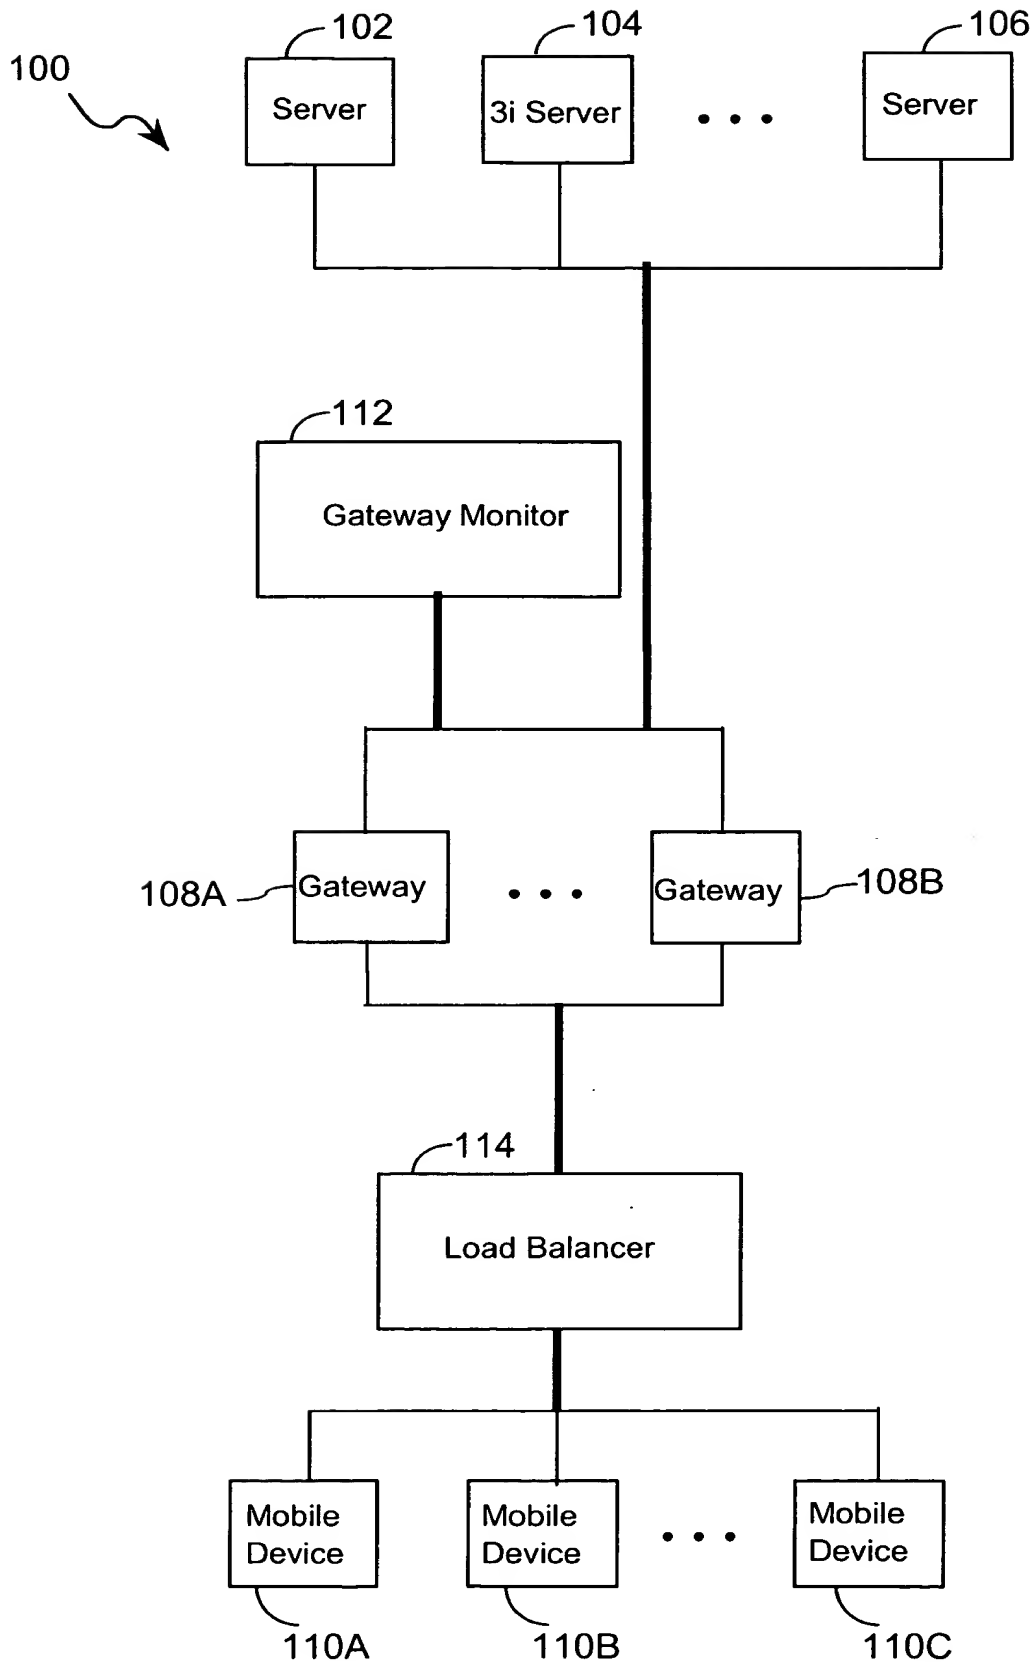 102
104
106
100
Server
3i Server
Server
112
Gateway Monitor
108A
Gateway
Gateway
108B
114
Load Balancer
Mobile
Device
Mobile
Device
Mobile
Device
110A
110B
110C